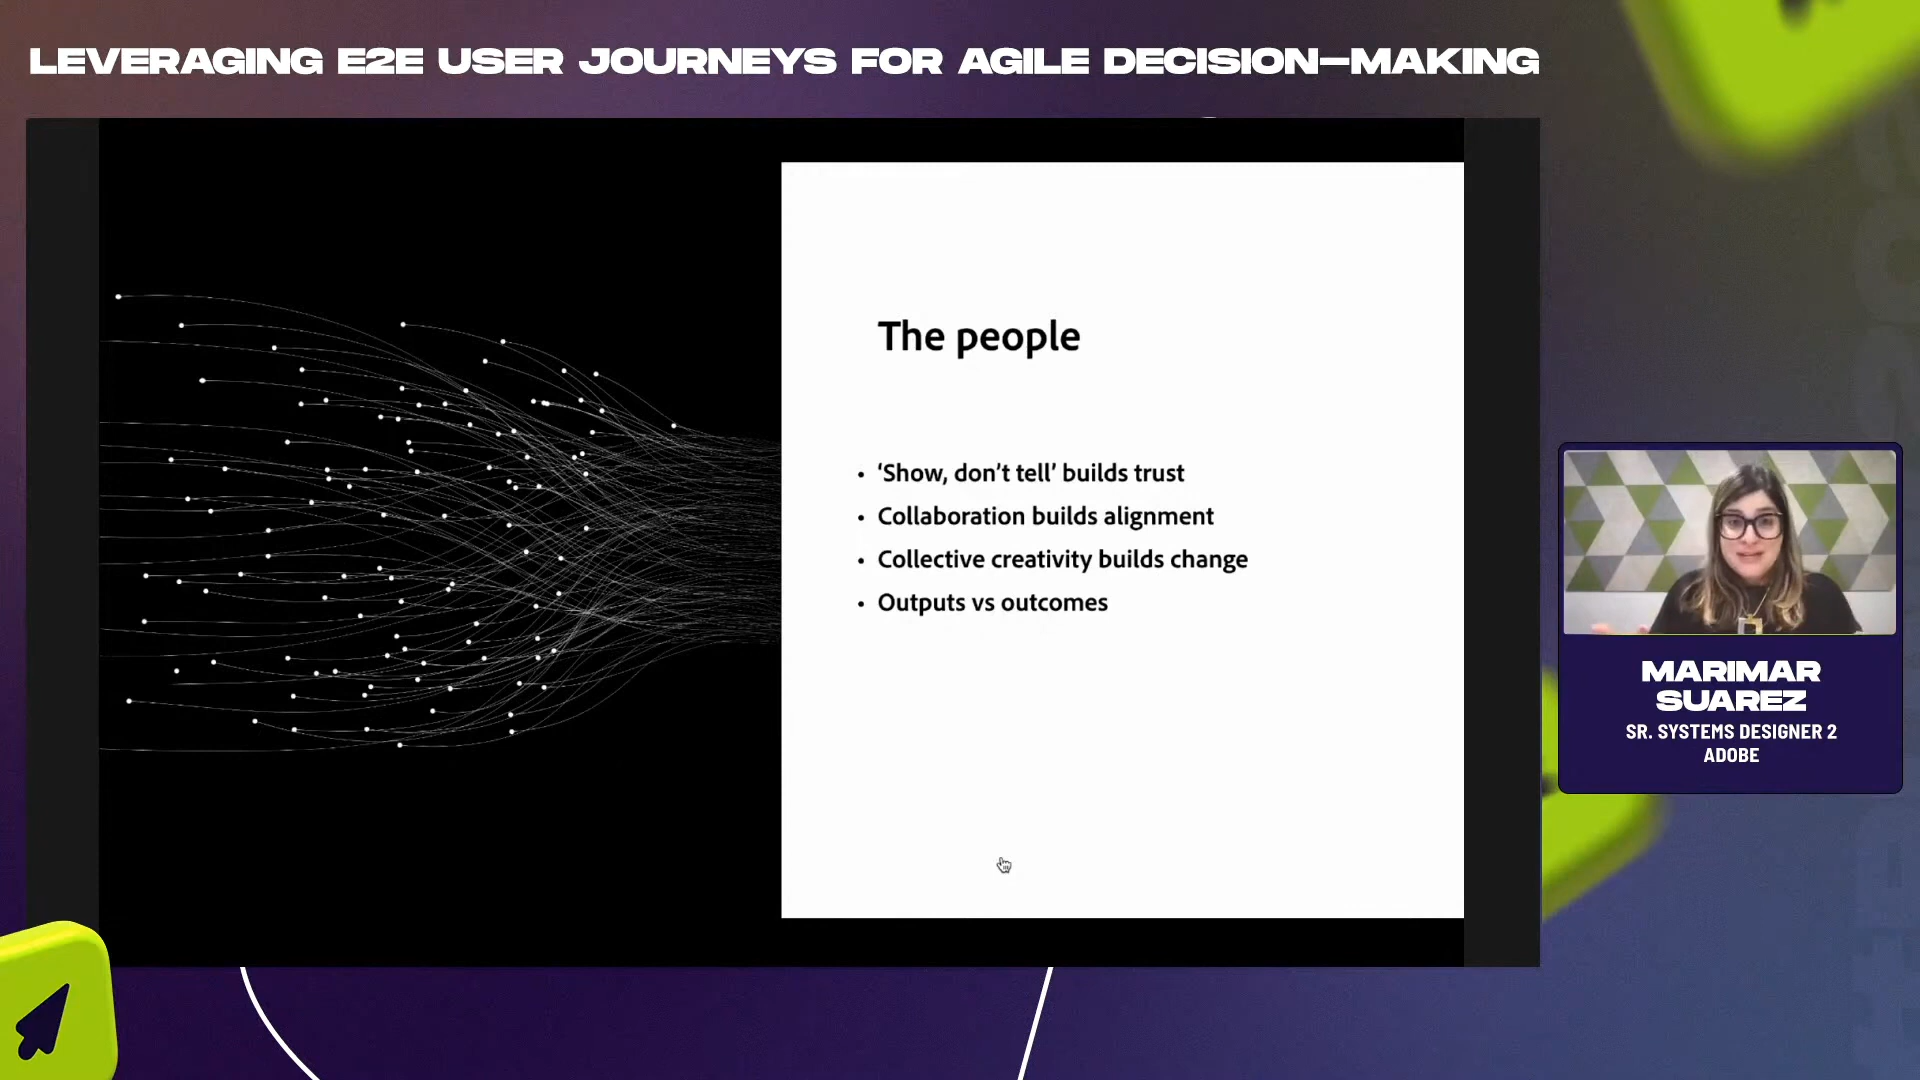 LEVERAGING E2E USER JOURNEYS FOR AGILE DECISION–MAKING
The people
• ‘Show, don’t tell’ builds trust
• Collaboration builds alignment
• Collective creativity builds change
• Outputs vs outcomes
MARIMAR
SUAREZ
SR. SYSTEMS DESIGNER 2
ADOBE